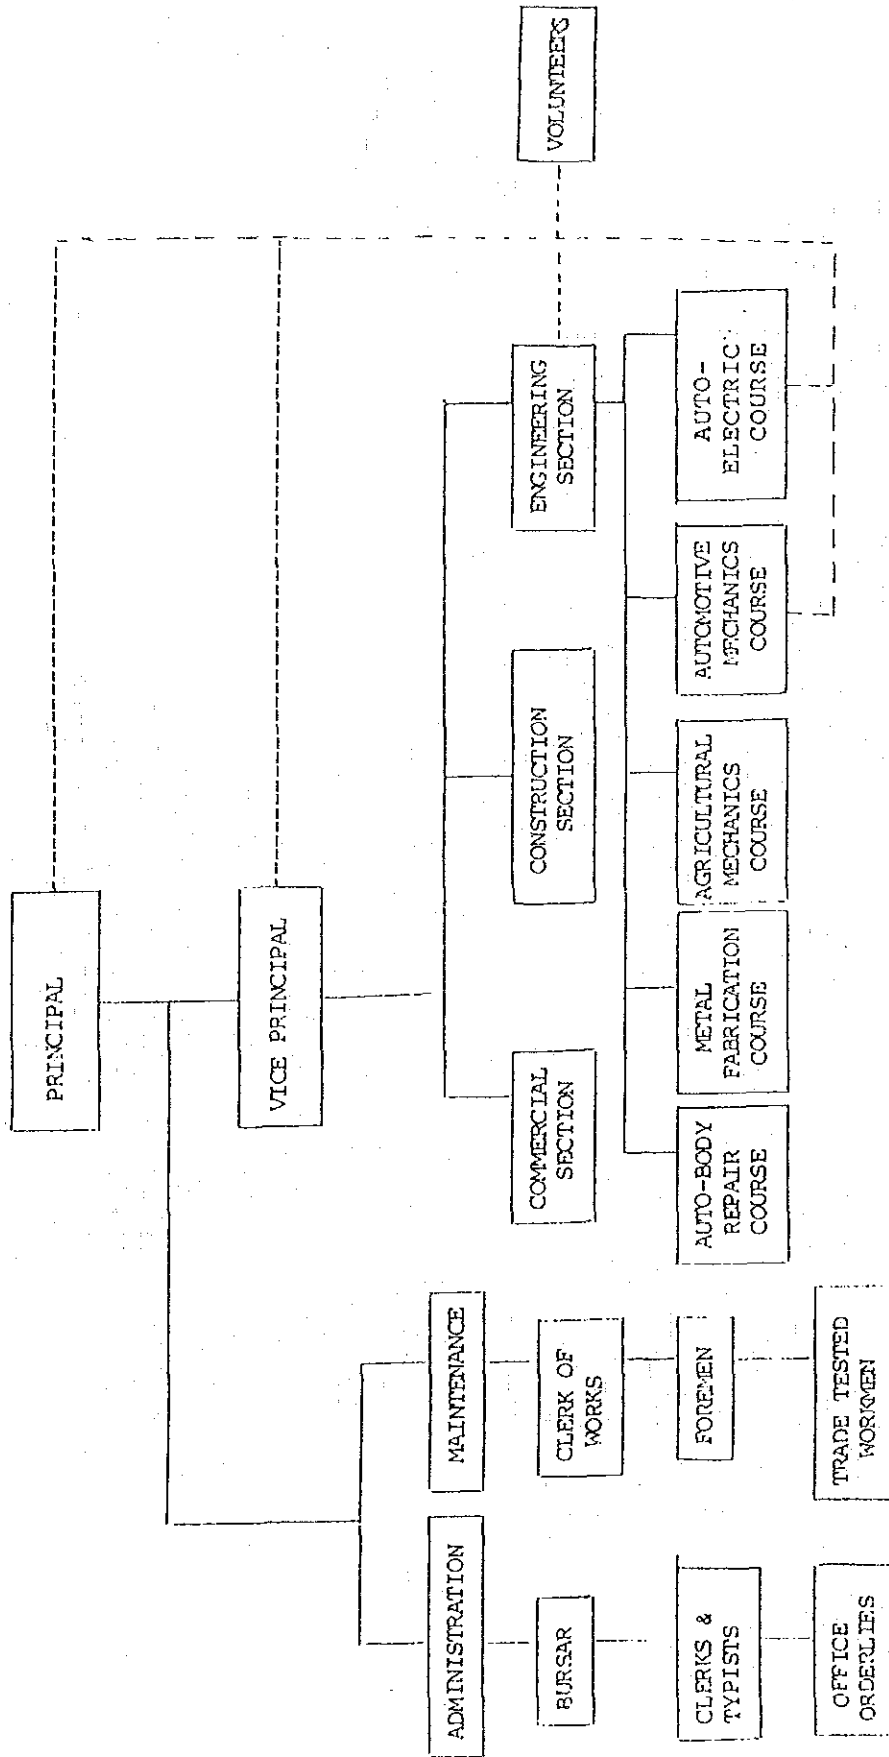 PRINCIPAL
VICE PRINCIPAL
VOLUNTEERS
COMMERCIAL
SECTION
CONSTRUCTION
SECTION
ENGINEERING
SECTION
ADMINISTRATION
MAINTENANCE
BURSAR
CLERK OF
WORKS
CLERKS &
TYPISTS
FOREMEN
AUTO-BODY
REPAIR
COURSE
METAL
FABRICATION
COURSE
AGRICULTURAL
MECHANICS
COURSE
AUTOMOTIVE
MECHANICS
COURSE
AUTO-
ELECTRIC
COURSE
OFFICE
ORDERLIES
TRADE TESTED
WORKMEN